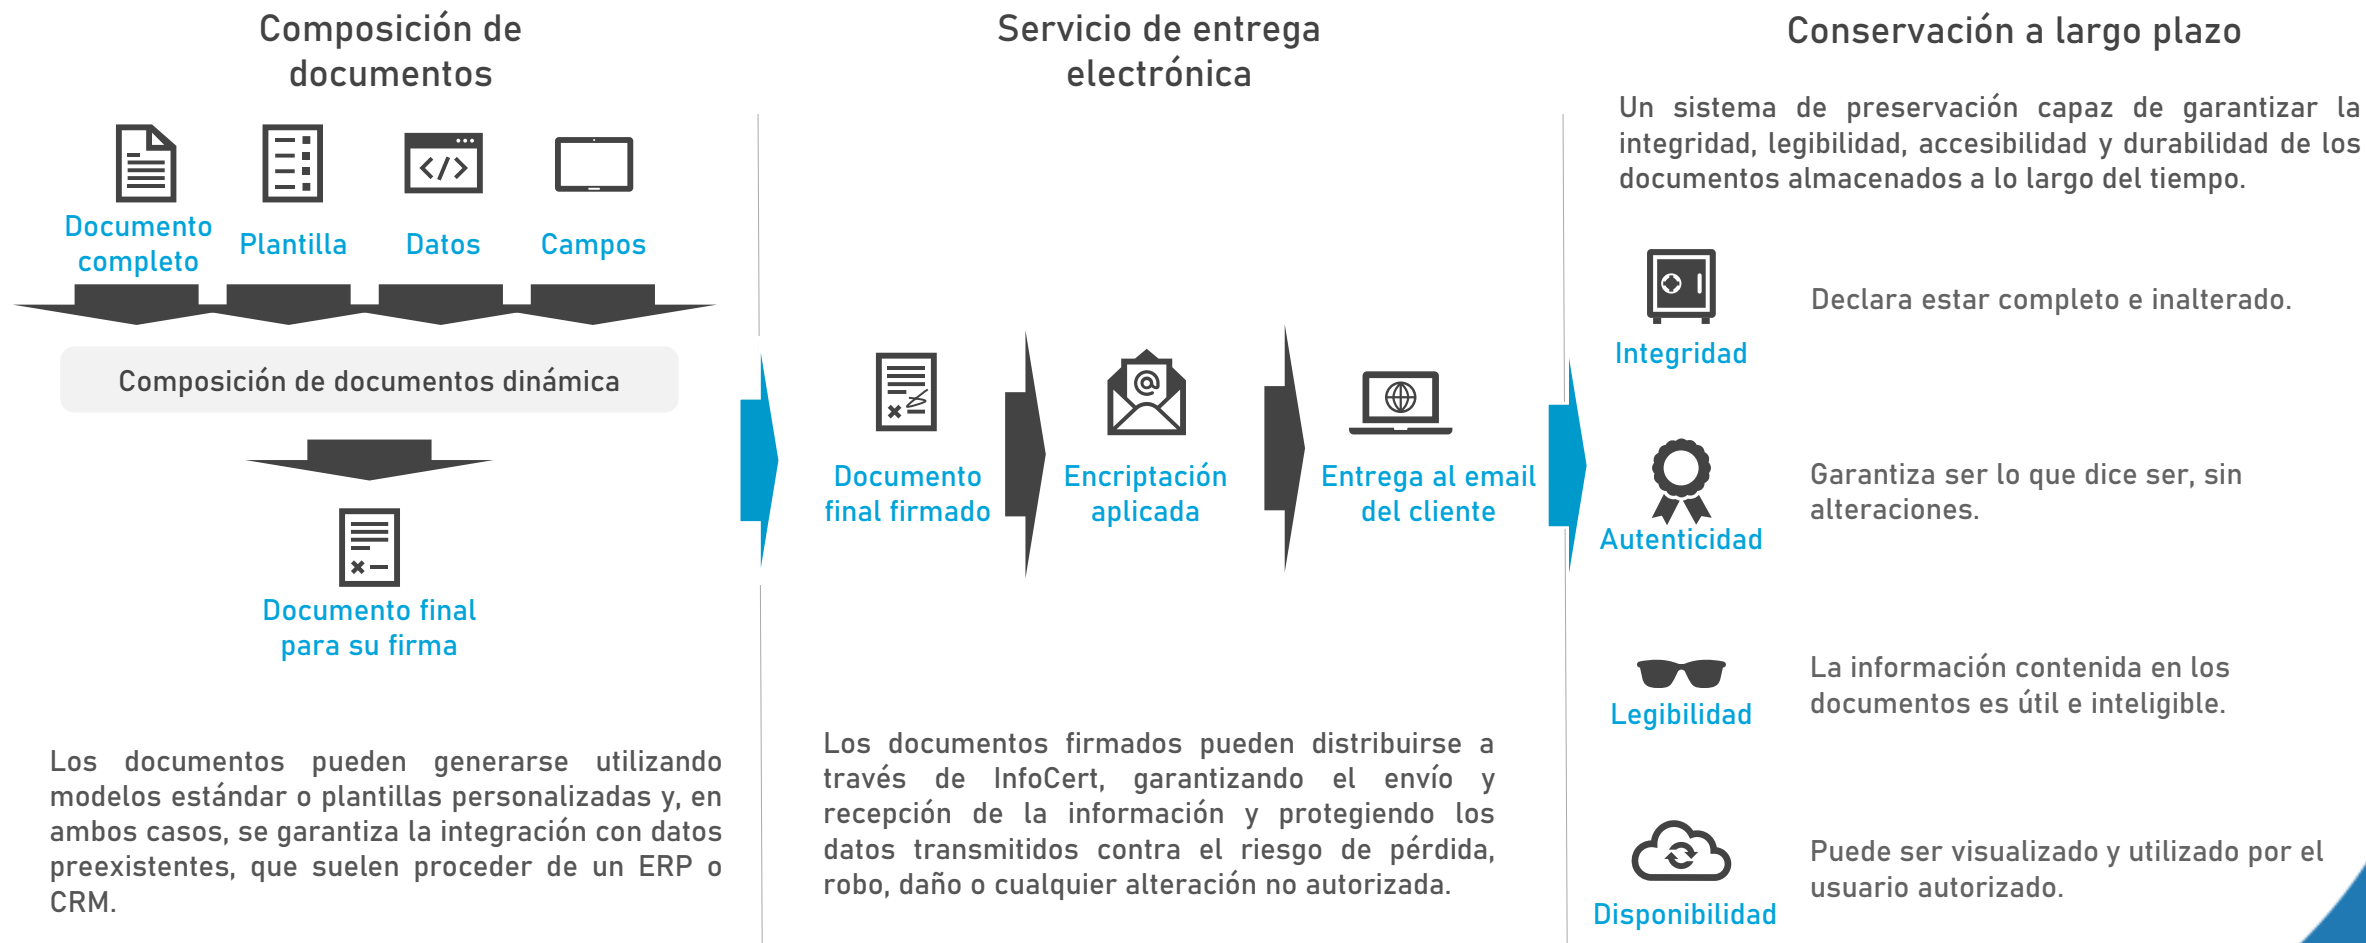 Composición de
documentos
Documento
completo
Plantilla
Datos
Campos
Composición de documentos dinámica
Documento final
para su firma
Los documentos pueden generarse utilizando
modelos estándar o plantillas personalizadas y, en
ambos casos, se garantiza la integración con datos
preexistentes, que suelen proceder de un ERP o
CRM.
Servicio de entrega
electrónica
Documento
final firmado
Encriptación
aplicada
Entrega al email
del cliente
Los documentos firmados pueden distribuirse a
través de InfoCert, garantizando el envío y
recepción de la información y protegiendo los
datos transmitidos contra el riesgo de pérdida,
robo, daño o cualquier alteración no autorizada.
Conservación a largo plazo
Un sistema de preservación capaz de garantizar la
integridad, legibilidad, accesibilidad y durabilidad de los
documentos almacenados a lo largo del tiempo.
Integridad
Declara estar completo e inalterado.
Autenticidad
Garantiza ser lo que dice ser, sin
alteraciones.
Legibilidad
La información contenida en los
documentos es útil e inteligible.
Disponibilidad
Puede ser visualizado y utilizado por el
usuario autorizado.